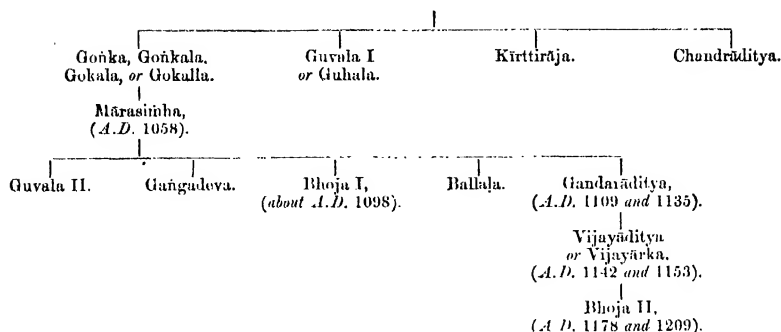 Goṅka, Goṅkala, Guvala I Kīrttirāja. Chandrāditya.
Gokala, or Gokalla. or Guhala.
Mārasiṁha,
(A.D. 1058).
Guvala II. Gaṅgadeva. Bhoja I, Ballaḷa. Gaṇḍarāditya,
(about A.D. 1098). (A.D. 1109 and 1135).
Vijayāditya
or Vijayārka.
(A.D. 1142 and 1153).
Bhoja II,
(A D. 1178 and 1209).